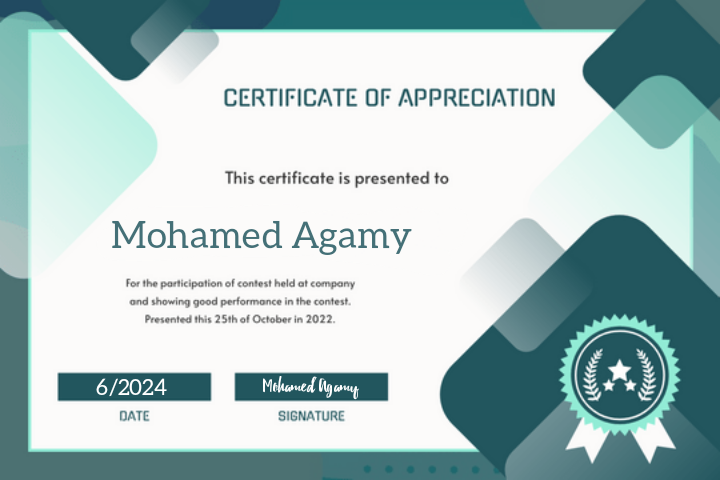 CERTIFICATE OF APPRECIATION
This certificate is presented to
Mohamed Agamy
For the participation of contest held at company
and showing good performance in the contest.
Presented this 25th of October in 2022.
6/2024
Mohamed Agamy
DATE
SIGNATURE